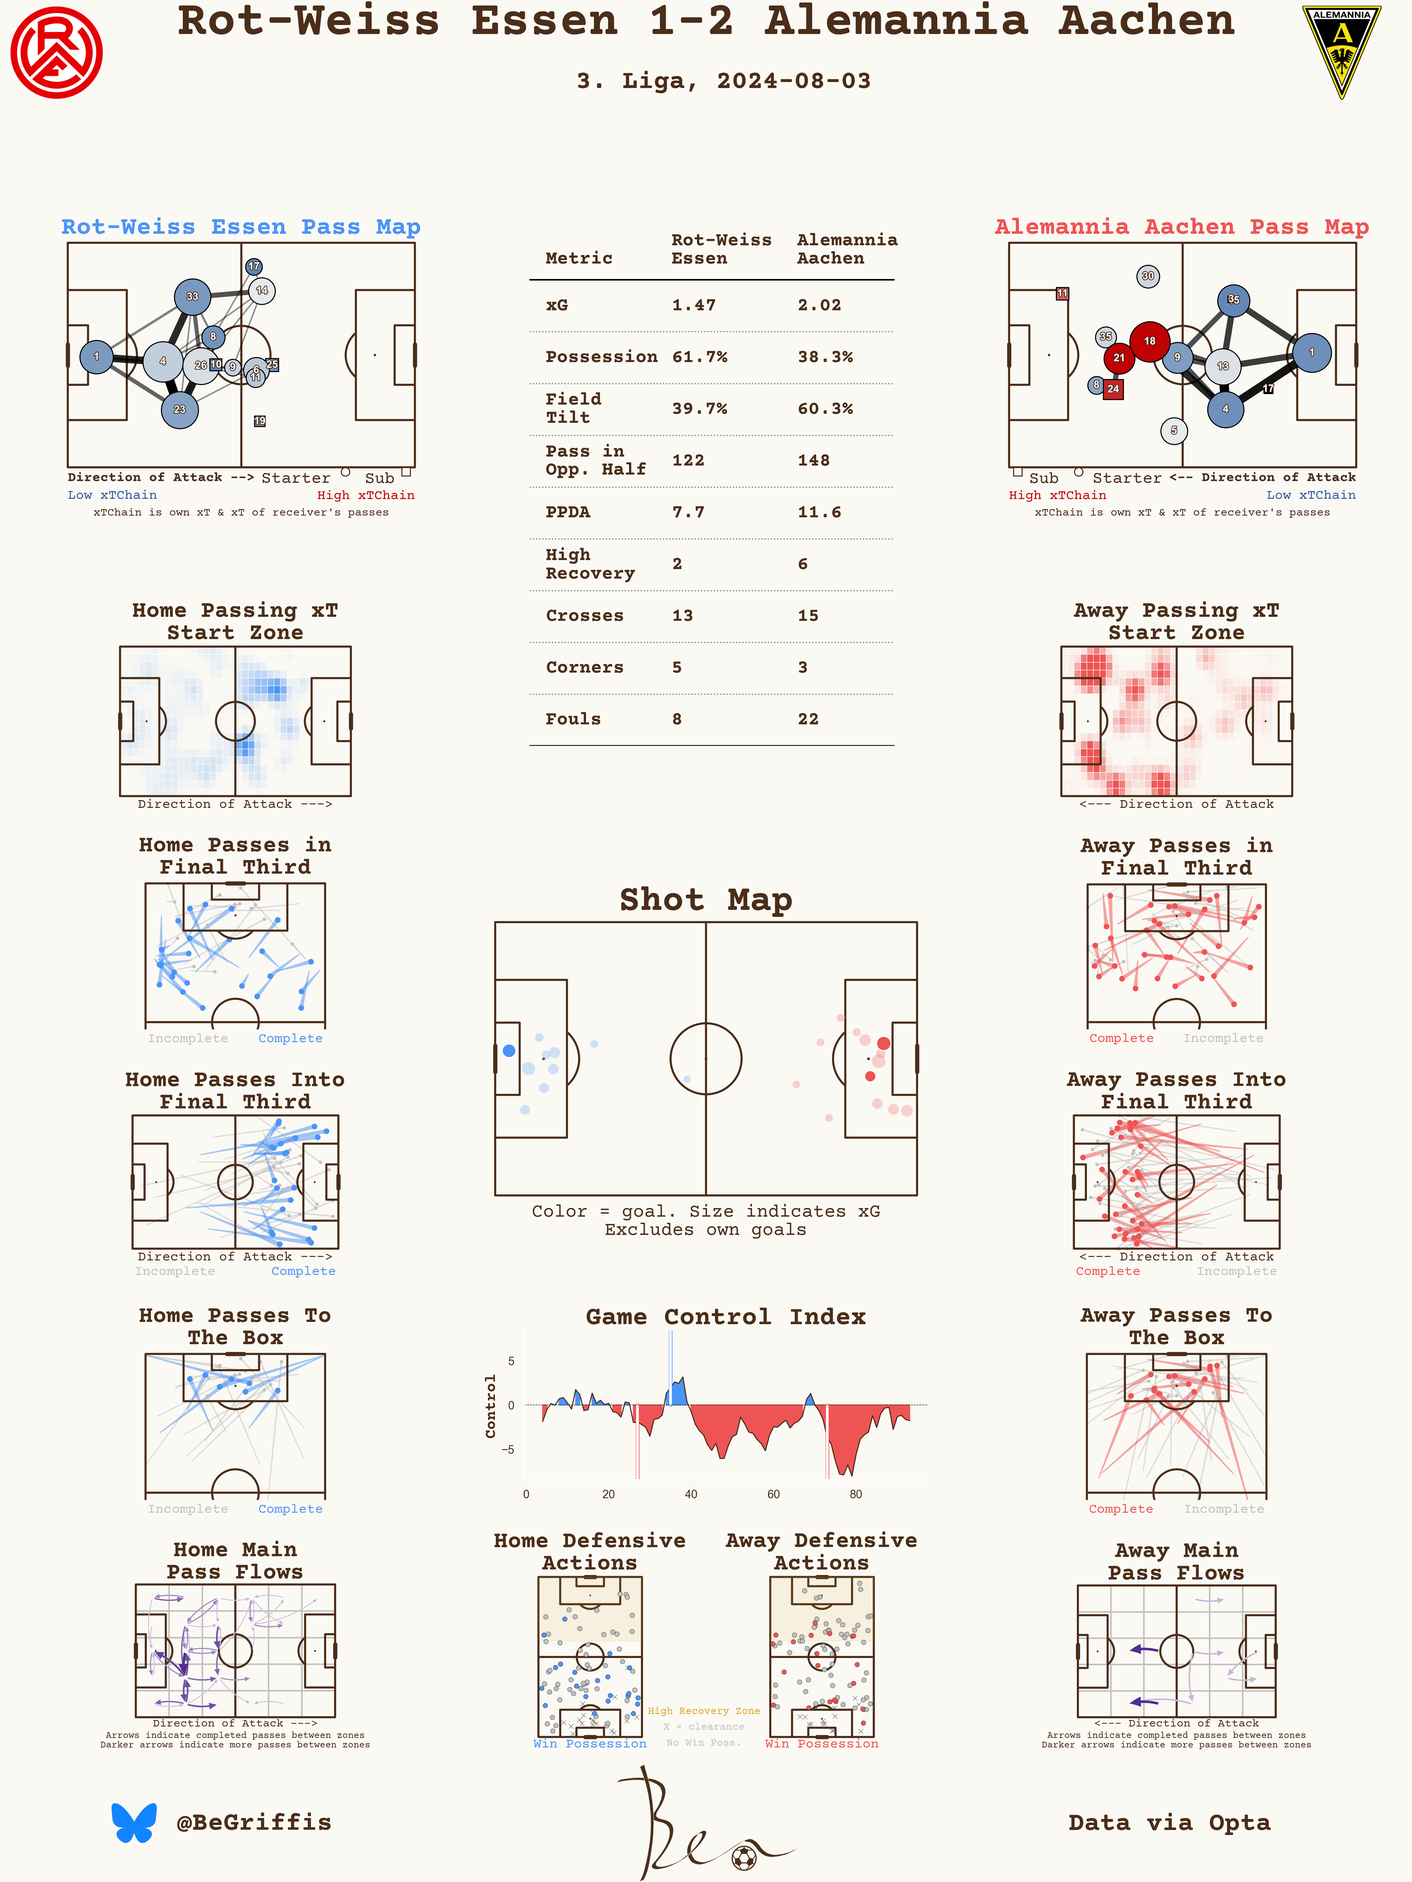 Rot-Weiss Essen 1-2 Alemannia Aachen
3. Liga, 2024-08-03
ALEMANNIA
A
Rot-Weiss Essen Pass Map
17
33
14
8
1
4
26
10
9
6
25
11
23
19
Direction of Attack --> Starter Sub
Low xTChain High xTChain
xTChain is own xT & xT of receiver's passes
Metric Rot-Weiss Essen Alemannia Aachen
xG 1.47 2.02
Possession 61.7% 38.3%
Field Tilt 39.7% 60.3%
Pass in Opp. Half 122 148
PPDA 7.7 11.6
High Recovery 2 6
Crosses 13 15
Corners 5 3
Fouls 8 22
Alemannia Aachen Pass Map
30
11
35
35
18
21
9
13
1
8
24
17
4
5
Sub Starter <-- Direction of Attack
High xTChain Low xTChain
xTChain is own xT & xT of receiver's passes
Home Passing xT
Start Zone
Direction of Attack --->
Away Passing xT
Start Zone
<--- Direction of Attack
Home Passes in
Final Third
Incomplete Complete
Away Passes in
Final Third
Complete Incomplete
Shot Map
Color = goal. Size indicates xG
Excludes own goals
Home Passes Into
Final Third
Direction of Attack --->
Incomplete Complete
Away Passes Into
Final Third
<--- Direction of Attack
Complete Incomplete
Home Passes To
The Box
Incomplete Complete
Game Control Index
Control
5
0
−5
0 20 40 60 80
Away Passes To
The Box
Complete Incomplete
Home Main
Pass Flows
Direction of Attack --->
Arrows indicate completed passes between zones
Darker arrows indicate more passes between zones
Home Defensive
Actions
Win Possession
Away Defensive
Actions
Win Possession
High Recovery Zone
X = clearance
No Win Poss.
Away Main
Pass Flows
<--- Direction of Attack
Arrows indicate completed passes between zones
Darker arrows indicate more passes between zones
@BeGriffis
Ben
Data via Opta